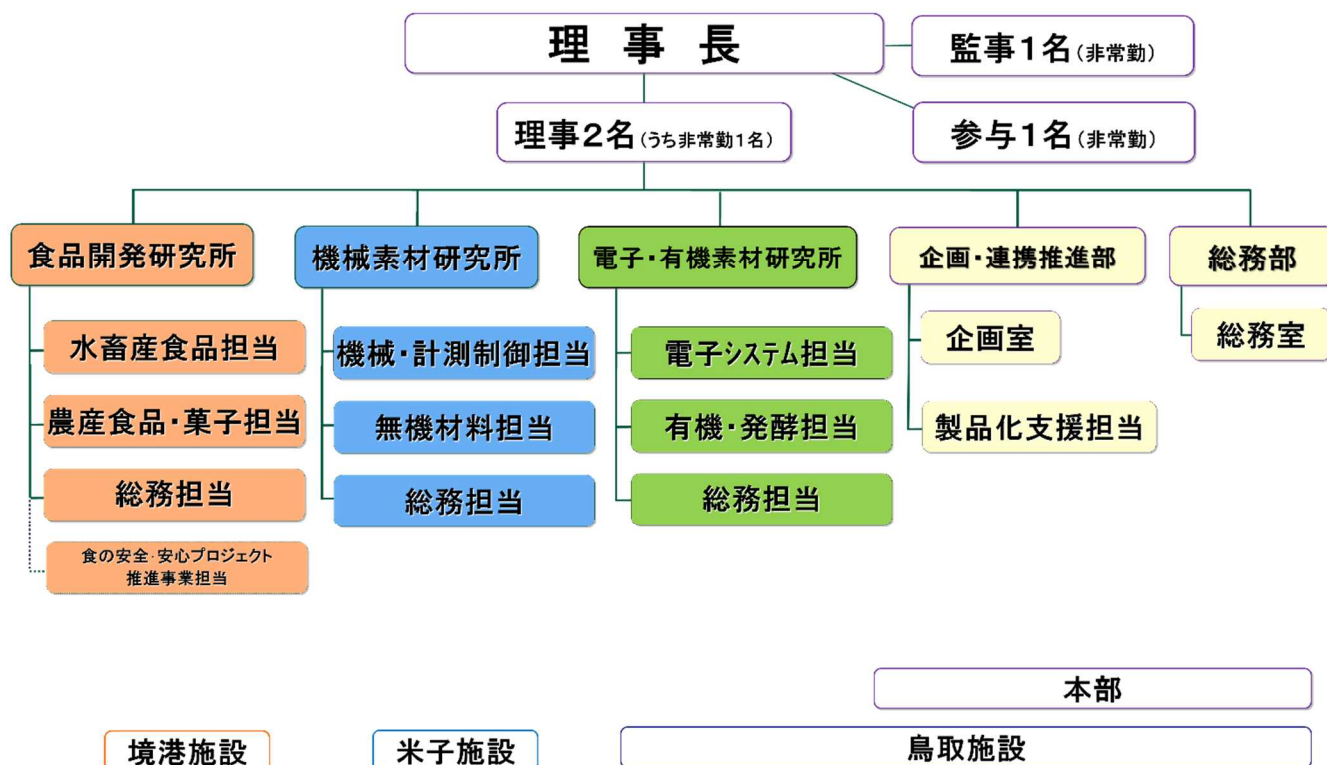 理事長
監事1名(非常勤)
理事2名(うち非常勤1名)
参与1名(非常勤)
食品開発研究所
機械素材研究所
電子・有機素材研究所
企画・連携推進部
総務部
水畜産食品担当
機械・計測制御担当
電子システム担当
企画室
総務室
農産食品・菓子担当
無機材料担当
有機・発酵担当
製品化支援担当
総務担当
総務担当
総務担当
食の安全・安心プロジェクト
推進事業担当
本部
境港施設
米子施設
鳥取施設